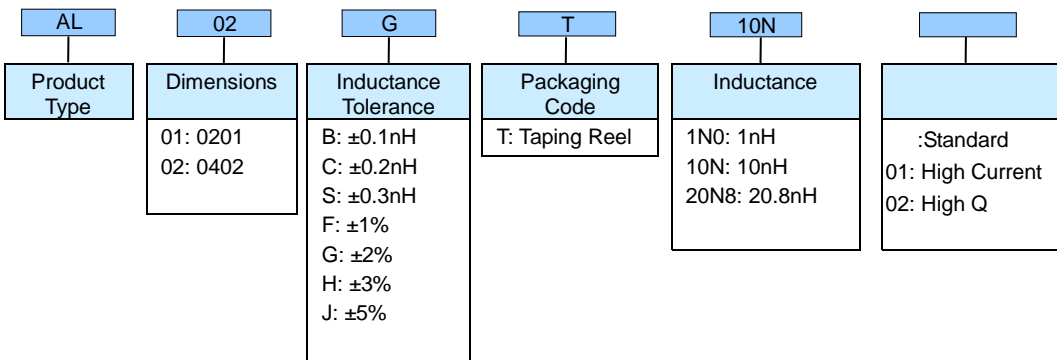 AL 02 G T 10N
Product Type
Dimensions
Inductance Tolerance
Packaging Code
Inductance
01: 0201
02: 0402
B: ±0.1nH
C: ±0.2nH
S: ±0.3nH
F: ±1%
G: ±2%
H: ±3%
J: ±5%
T: Taping Reel
1N0: 1nH
10N: 10nH
20N8: 20.8nH
:Standard
01: High Current
02: High Q